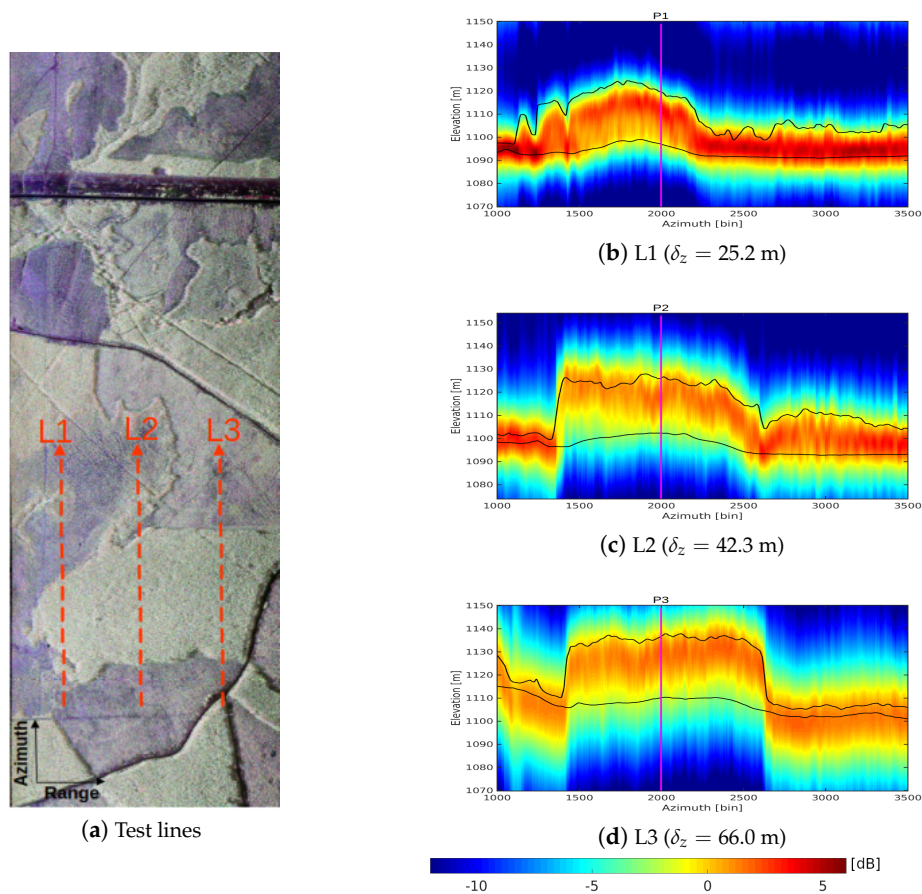 L1 L2 L3
Azimuth
Range
(a) Test lines
P1
1150
1140
1130
1120
1110
1100
1090
1080
1070
Elevation [m]
1000 1500 2000 2500 3000 3500
Azimuth [bin]
(b) L1 (δz = 25.2 m)
P2
1150
1140
1130
1120
1110
1100
1090
1080
Elevation [m]
1000 1500 2000 2500 3000 3500
Azimuth [bin]
(c) L2 (δz = 42.3 m)
P3
1150
1140
1130
1120
1110
1100
1090
1080
1070
Elevation [m]
1000 1500 2000 2500 3000 3500
Azimuth [bin]
(d) L3 (δz = 66.0 m)
[dB]
-10 -5 0 5